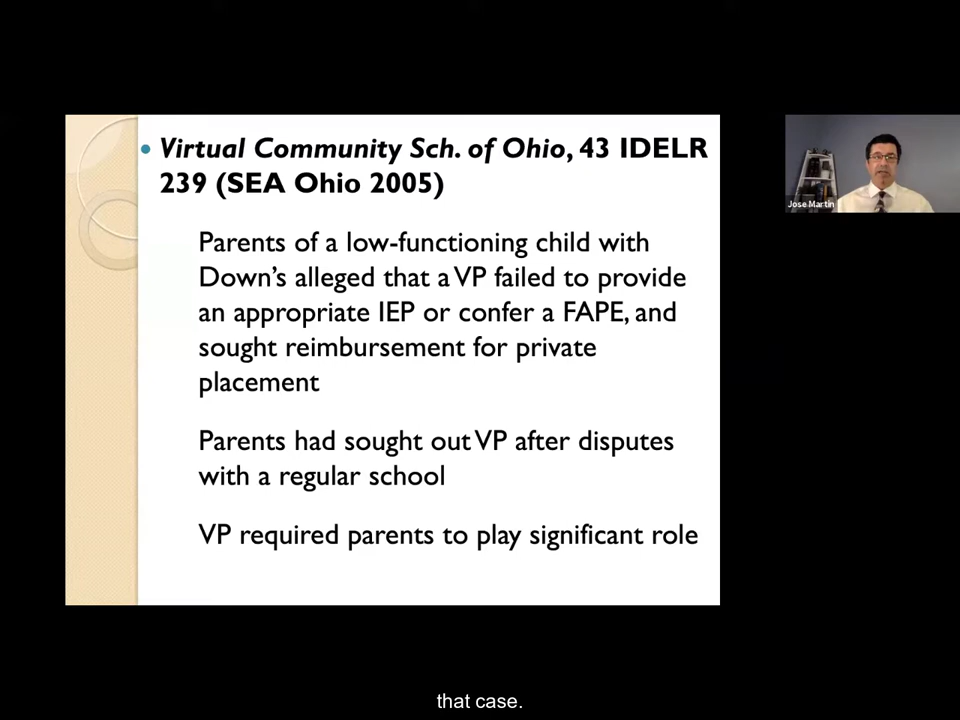 Virtual Community Sch. of Ohio, 43 IDELR
239 (SEA Ohio 2005)
Parents of a low-functioning child with
Down's alleged that a VP failed to provide
an appropriate IEP or confer a FAPE, and
sought reimbursement for private
placement
Parents had sought out VP after disputes
with a regular school
VP required parents to play significant role
Jose Martin
that case.